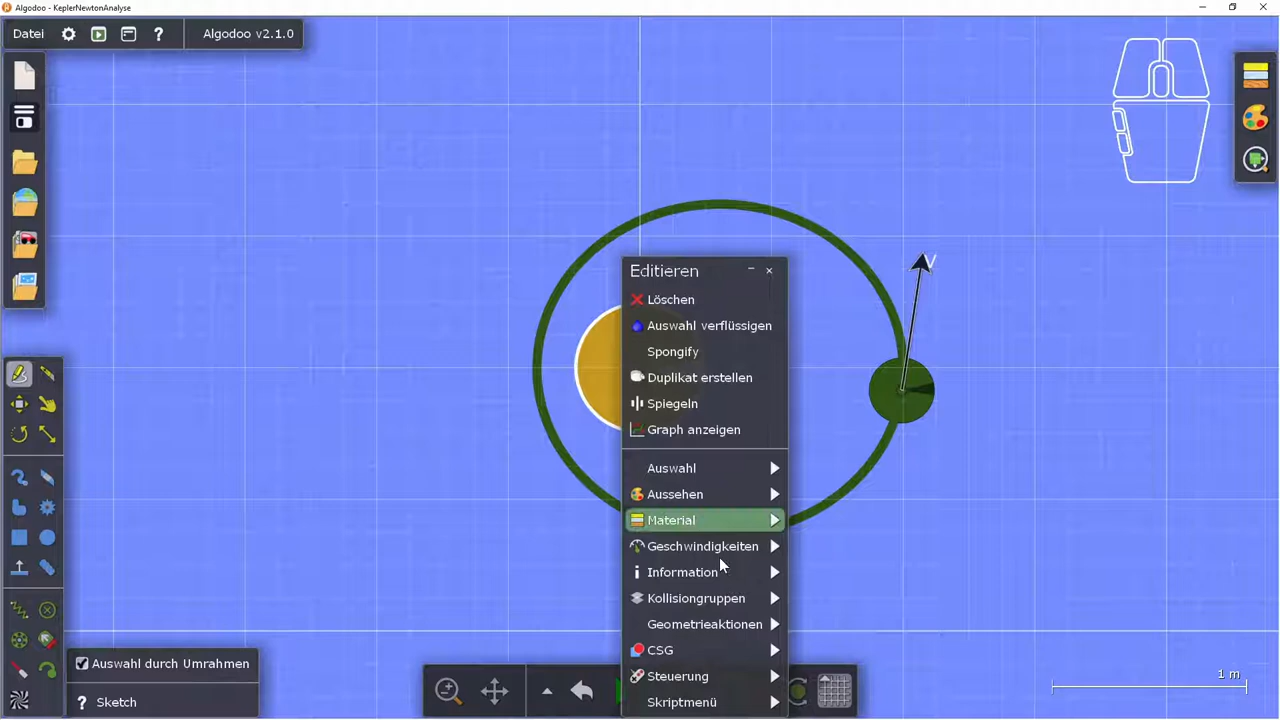 Algodoo - KeplerNewtonAnalyse
Datei
?
Algodoo v2.1.0
V
Editieren
Löschen
Auswahl verflüssigen
Spongify
Duplikat erstellen
Spiegeln
Graph anzeigen
Auswahl
Aussehen
Material
Geschwindigkeiten
Information
Kollisiongruppen
Geometrieaktionen
CSG
Steuerung
Skriptmenü
Auswahl durch Umrahmen
? Sketch
1 m